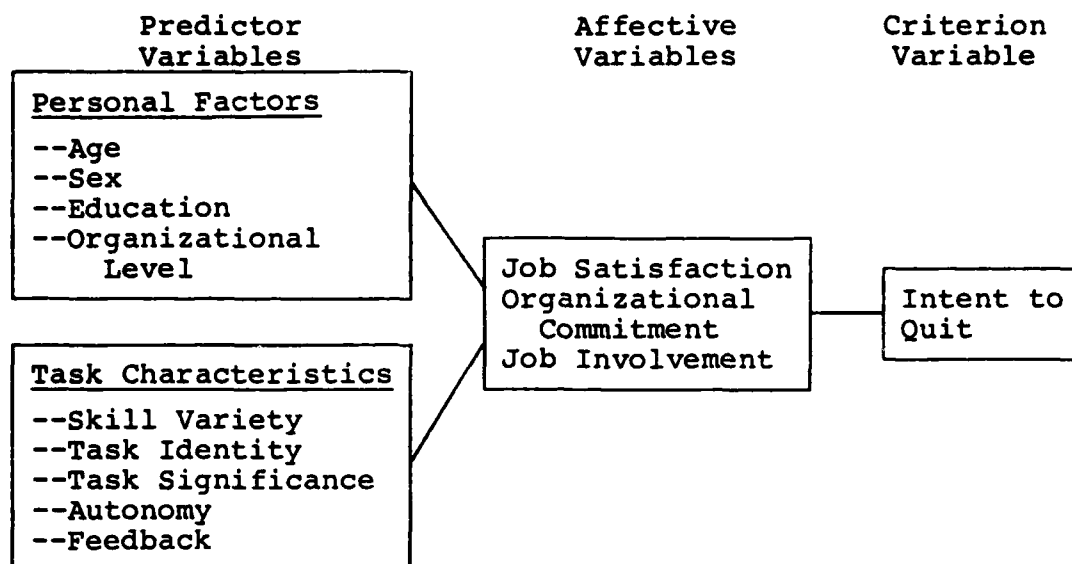 Predictor
Variables
Affective
Variables
Criterion
Variable
Personal Factors
--Age
--Sex
--Education
--Organizational
Level
Task Characteristics
--Skill Variety
--Task Identity
--Task Significance
--Autonomy
--Feedback
Job Satisfaction
Organizational
Commitment
Job Involvement
Intent to
Quit